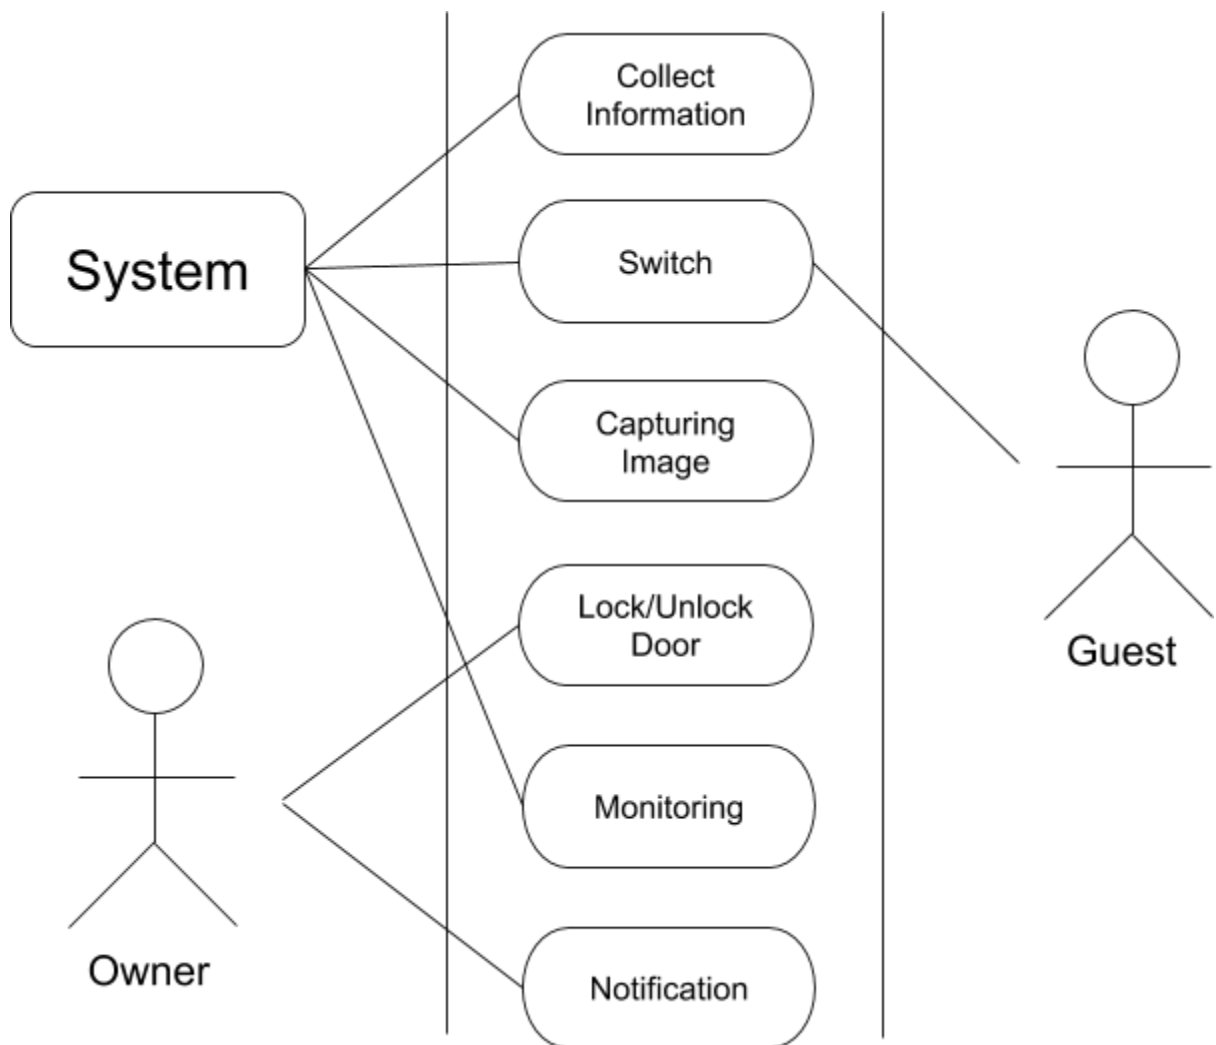 Collect
Information
System
Switch
Capturing
Image
Lock/Unlock
Door
Guest
Monitoring
Owner
Notification